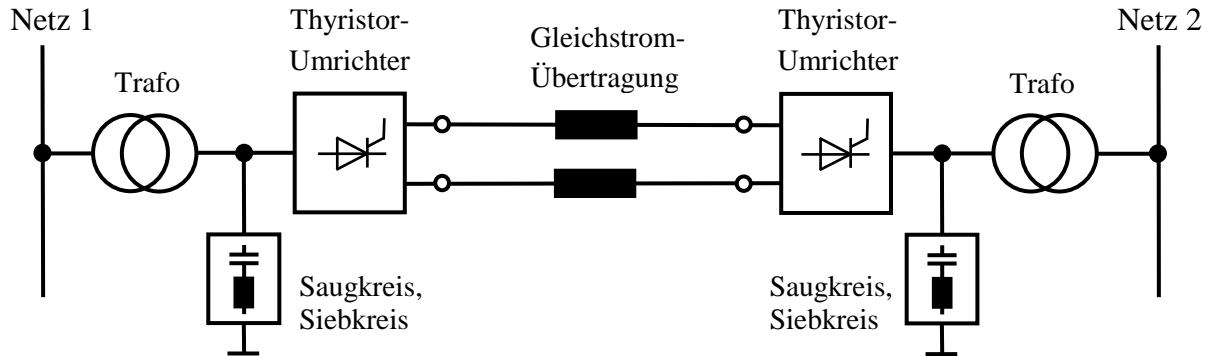 Netz 1
Thyristor-
Umrichter
Gleichstrom-
Übertragung
Thyristor-
Umrichter
Netz 2
Trafo
Trafo
Saugkreis,
Siebkreis
Saugkreis,
Siebkreis